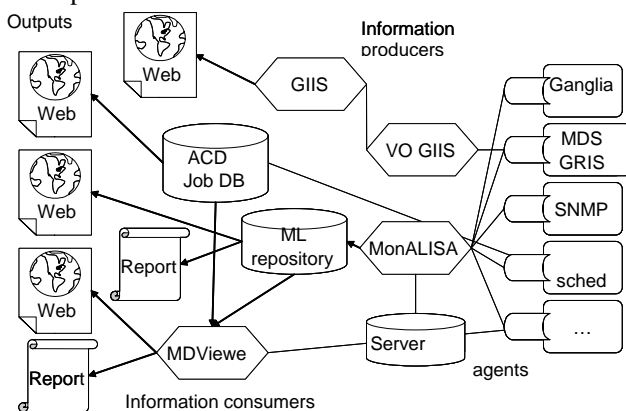 Outputs
Information
producers
Web
GIIS
Ganglia
Web
VO GIIS
MDS
GRIS
ACD
Job DB
Web
SNMP
ML
repository
MonALISA
Report
sched
Web
MDViewe
Server
...
Report
agents
Information consumers